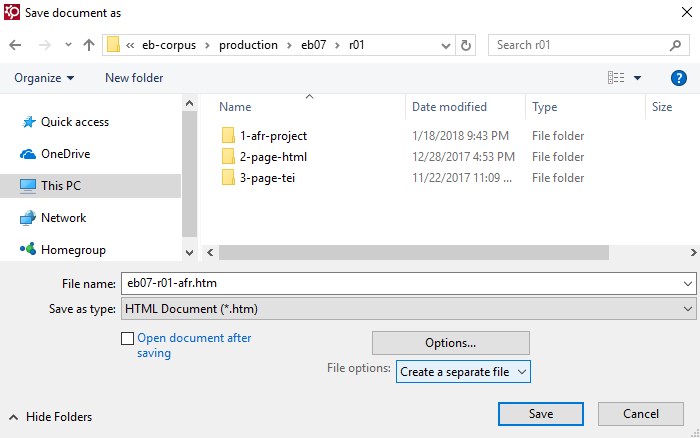 Save document as
« eb-corpus › production › eb07 › r01
Search r01
Organize
New folder
Name Date modified Type Size
Quick access
OneDrive
This PC
Network
Homegroup
1-afr-project 1/18/2018 9:43 PM File folder
2-page-html 12/28/2017 4:53 PM File folder
3-page-tei 11/22/2017 11:09 ... File folder
File name: eb07-r01-afr.htm
Save as type: HTML Document (*.htm)
Open document after
saving
Options...
File options: Create a separate file
Hide Folders
Save
Cancel